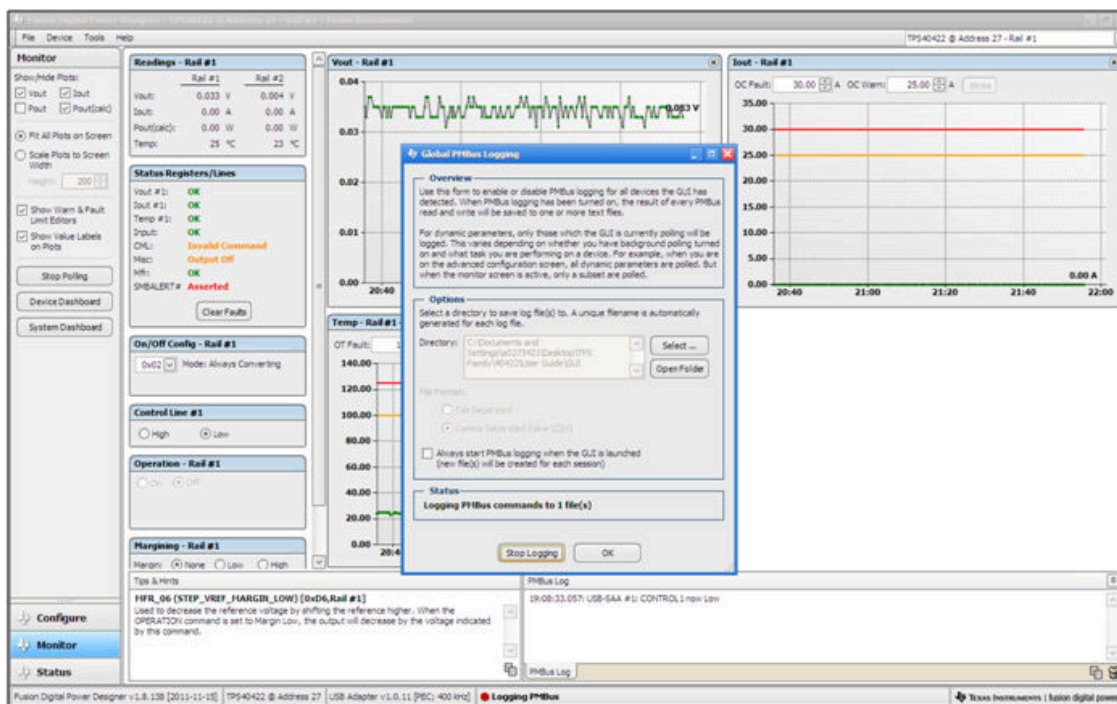 File Device Tools Help
TPS40422 @ Address 27 - Rail #1
Monitor
Show/Hide Plots:
Vout Iout
Pout Pout(calc)
Fit All Plots on Screen
Scale Plots to Screen
Width
Height: 200
Show Warn & Fault
Limit Editors
Show Value Labels
on Plots
Stop Polling
Device Dashboard
System Dashboard
Configure
Monitor
Status
Readings - Rail #1
Rail #1 Rail #2
Vout: 0.033 V 0.004 V
Iout: 0.00 A 0.00 A
Pout(calc): 0.00 W 0.00 W
Temp: 25 °C 23 °C
Status Registers/Lines
Vout #1: OK
Iout #1: OK
Temp #1: OK
Input: OK
CML: Invalid Command
Misc: Output Off
Mfr: OK
SMBALERT# Asserted
Clear Faults
On/Off Config - Rail #1
0x02 Mode: Always Converting
Control Line #1
High Low
Operation - Rail #1
On Off
Margining - Rail #1
Margin: None Low High
Vout - Rail #1
0.04
0.03
0.02
0.01
0.00
20:40
0.033 V
Temp - Rail #1
OT Fault:
140.00
120.00
100.00
80.00
60.00
40.00
20.00
0.00
Iout - Rail #1
OC Fault: 30.00 A OC Warn: 25.00 A Write
35.00
30.00
25.00
20.00
15.00
10.00
5.00
0.00
0.00 A
20:40 21:00 21:20 21:40 22:00
Global PMBus Logging
Overview
Use this form to enable or disable PMBus logging for all devices the GUI has
detected. When PMBus logging has been turned on, the result of every PMBus
read and write will be saved to one or more text files.
For dynamic parameters, only those which the GUI is currently polling will be
logged. This varies depending on whether you have background polling turned
on and what task you are performing on a device. For example, when you are
on the advanced configuration screen, all dynamic parameters are polled. But
when the monitor screen is active, only a subset are polled.
Options
Select a directory to save log file(s) to. A unique filename is automatically
generated for each log file.
Directory: C:\Documents and
Settings\a0273421\Desktop\TPS
Family\40422\User Guide\GUI
Select ...
Open Folder
File Format:
Tab Separated
Comma Separated Value (CSV)
Always start PMBus logging when the GUI is launched
(new file(s) will be created for each session)
Status
Logging PMBus commands to 1 file(s)
Stop Logging OK
Tips & Hints
MFR_06 (STEP_VREF_MARGIN_LOW) [0xD6,Rail #1]
Used to decrease the reference voltage by shifting the reference higher. When the
OPERATION command is set to Margin Low, the output will decrease by the voltage indicated
by this command.
PMBus Log
19:08:33.057: USB-SAA #1: CONTROL1 now Low
PMBus Log
Fusion Digital Power Designer v1.8.138 [2011-11-15] TPS40422 @ Address 27 USB Adapter v1.0.11 [PEC; 400 kHz] Logging PMBus
TEXAS INSTRUMENTS | fusion digital power